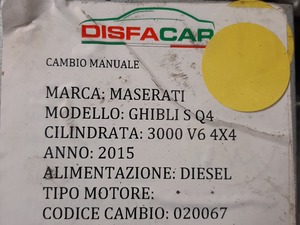 DISFACAR
CAMBIO MANUALE
MARCA: MASERATI
MODELLO: GHIBLI S Q4
CILINDRATA: 3000 V6 4X4
ANNO: 2015
ALIMENTAZIONE: DIESEL
TIPO MOTORE:
CODICE CAMBIO: 020067